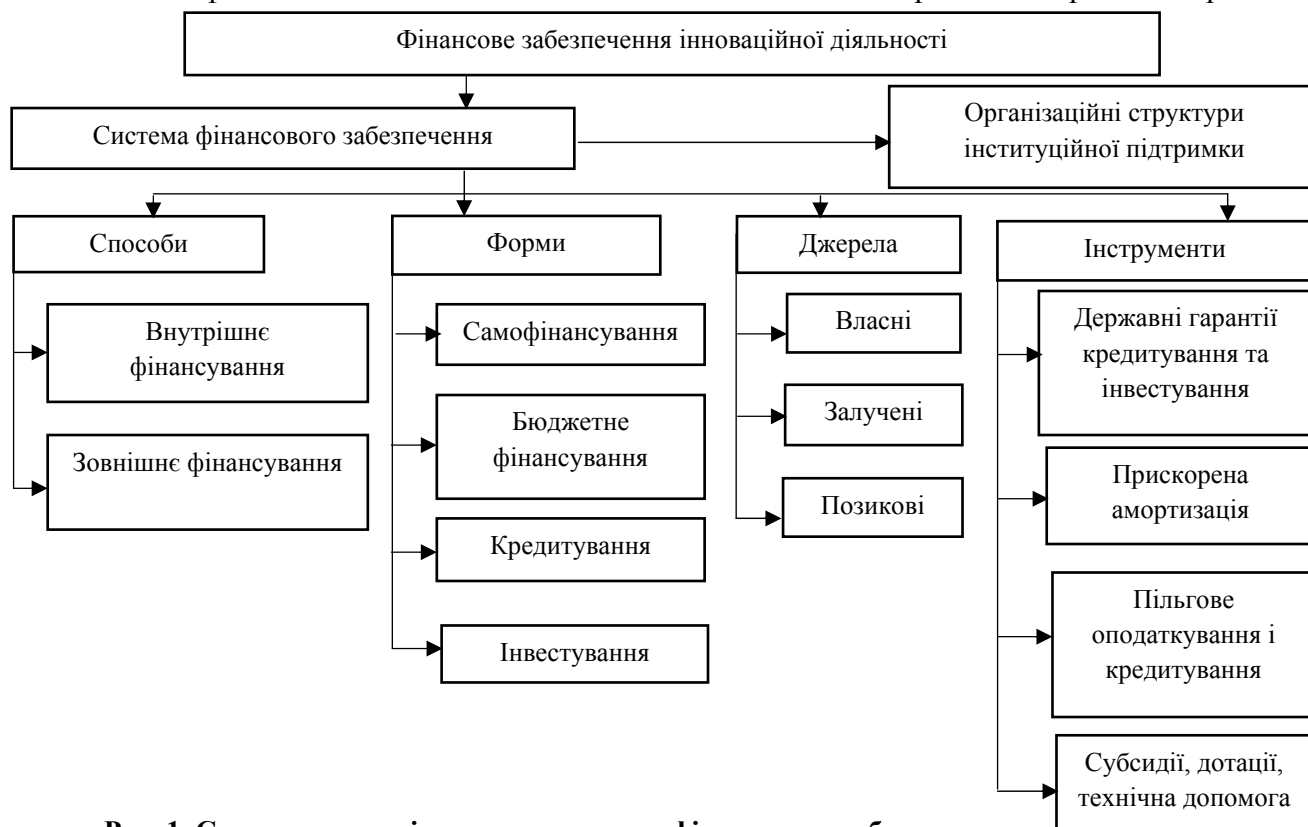 Фінансове забезпечення інноваційної діяльності
Система фінансового забезпечення
Організаційні структури
інституційної підтримки
Способи
Форми
Джерела
Інструменти
Внутрішнє
фінансування
Зовнішнє фінансування
Самофінансування
Бюджетне
фінансування
Кредитування
Інвестування
Власні
Залучені
Позикові
Державні гарантії
кредитування та
інвестування
Прискорена
амортизація
Пільгове
оподаткування і
кредитування
Субсидії, дотації,
технічна допомога